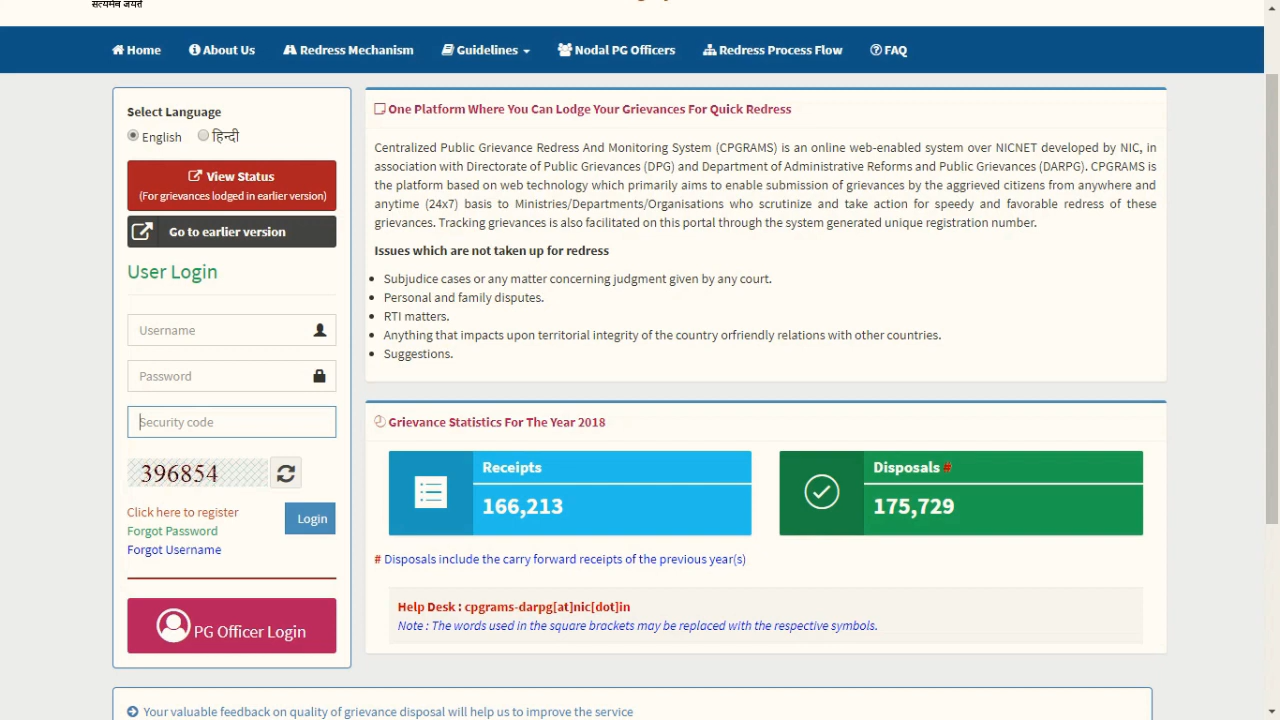 सत्यमेव जयते
Home About Us Redress Mechanism Guidelines Nodal PG Officers Redress Process Flow FAQ
Select Language
English हिन्दी
View Status
(For grievances lodged in earlier version)
Go to earlier version
User Login
Username
Password
Security code
396854
Click here to register
Login
Forgot Password
Forgot Username
PG Officer Login
One Platform Where You Can Lodge Your Grievances For Quick Redress
Centralized Public Grievance Redress And Monitoring System (CPGRAMS) is an online web-enabled system over NICNET developed by NIC, in
association with Directorate of Public Grievances (DPG) and Department of Administrative Reforms and Public Grievances (DARPG). CPGRAMS is
the platform based on web technology which primarily aims to enable submission of grievances by the aggrieved citizens from anywhere and
anytime (24x7) basis to Ministries/Departments/Organisations who scrutinize and take action for speedy and favorable redress of these
grievances. Tracking grievances is also facilitated on this portal through the system generated unique registration number.
Issues which are not taken up for redress
Subjudice cases or any matter concerning judgment given by any court.
Personal and family disputes.
RTI matters.
Anything that impacts upon territorial integrity of the country orfriendly relations with other countries.
Suggestions.
Grievance Statistics For The Year 2018
Receipts
166,213
Disposals #
175,729
# Disposals include the carry forward receipts of the previous year(s)
Help Desk : cpgrams-darpg[at]nic[dot]in
Note : The words used in the square brackets may be replaced with the respective symbols.
Your valuable feedback on quality of grievance disposal will help us to improve the service